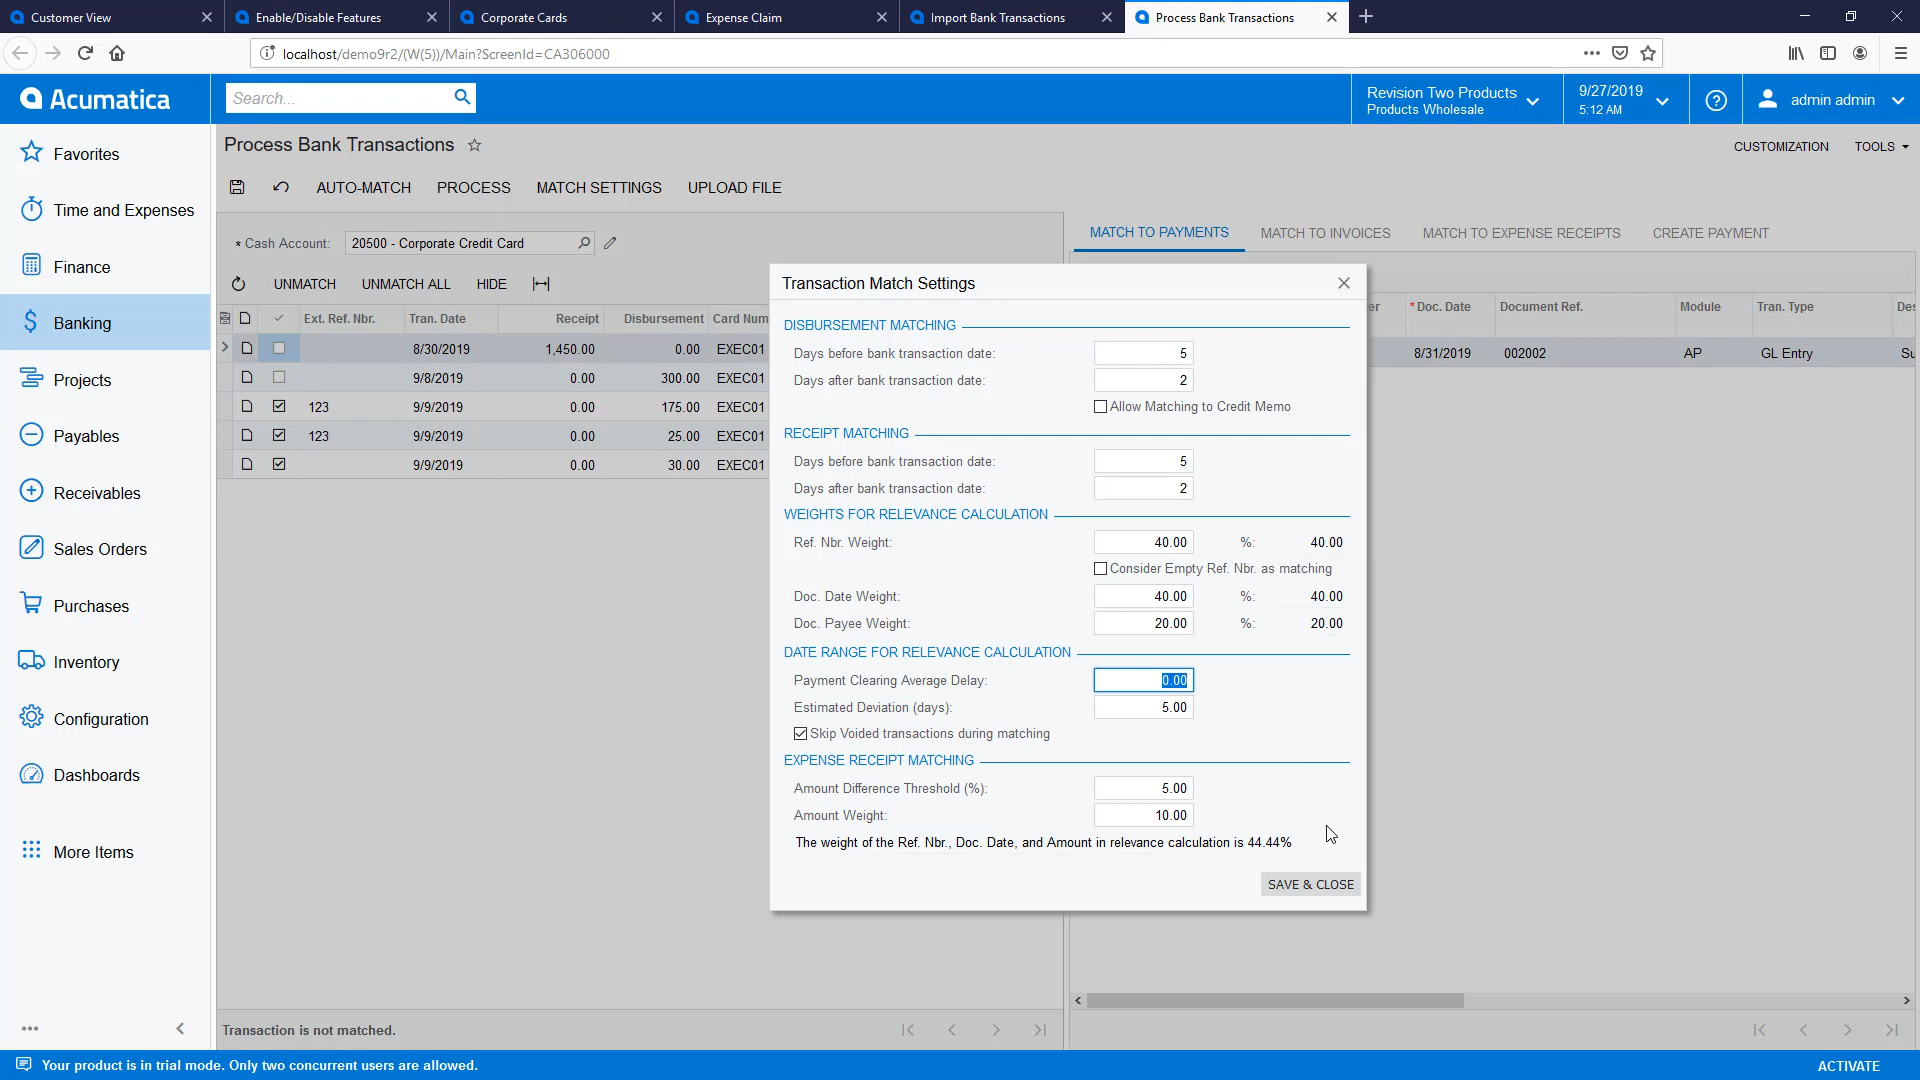 Customer View
Enable/Disable Features
Corporate Cards
Expense Claim
Import Bank Transactions
Process Bank Transactions
localhost/demo9r2/(W(5))/Main?ScreenId=CA306000
Acumatica
Search...
Revision Two Products
Products Wholesale
9/27/2019
5:12 AM
admin admin
Favorites
Time and Expenses
Finance
Banking
Projects
Payables
Receivables
Sales Orders
Purchases
Inventory
Configuration
Dashboards
More Items
Process Bank Transactions
CUSTOMIZATION TOOLS
AUTO-MATCH PROCESS MATCH SETTINGS UPLOAD FILE
* Cash Account: 20500 - Corporate Credit Card
UNMATCH UNMATCH ALL HIDE
Ext. Ref. Nbr. Tran. Date Receipt Disbursement Card Num
8/30/2019 1,450.00 0.00 EXEC01
9/8/2019 0.00 300.00 EXEC01
123 9/9/2019 0.00 175.00 EXEC01
123 9/9/2019 0.00 25.00 EXEC01
9/9/2019 0.00 30.00 EXEC01
MATCH TO PAYMENTS MATCH TO INVOICES MATCH TO EXPENSE RECEIPTS CREATE PAYMENT
er * Doc. Date Document Ref. Module Tran. Type Des
8/31/2019 002002 AP GL Entry Su
Transaction Match Settings
DISBURSEMENT MATCHING
Days before bank transaction date: 5
Days after bank transaction date: 2
Allow Matching to Credit Memo
RECEIPT MATCHING
Days before bank transaction date: 5
Days after bank transaction date: 2
WEIGHTS FOR RELEVANCE CALCULATION
Ref. Nbr. Weight: 40.00 %: 40.00
Consider Empty Ref. Nbr. as matching
Doc. Date Weight: 40.00 %: 40.00
Doc. Payee Weight: 20.00 %: 20.00
DATE RANGE FOR RELEVANCE CALCULATION
Payment Clearing Average Delay: 0.00
Estimated Deviation (days): 5.00
Skip Voided transactions during matching
EXPENSE RECEIPT MATCHING
Amount Difference Threshold (%): 5.00
Amount Weight: 10.00
The weight of the Ref. Nbr., Doc. Date, and Amount in relevance calculation is 44.44%
SAVE & CLOSE
Transaction is not matched.
Your product is in trial mode. Only two concurrent users are allowed.
ACTIVATE